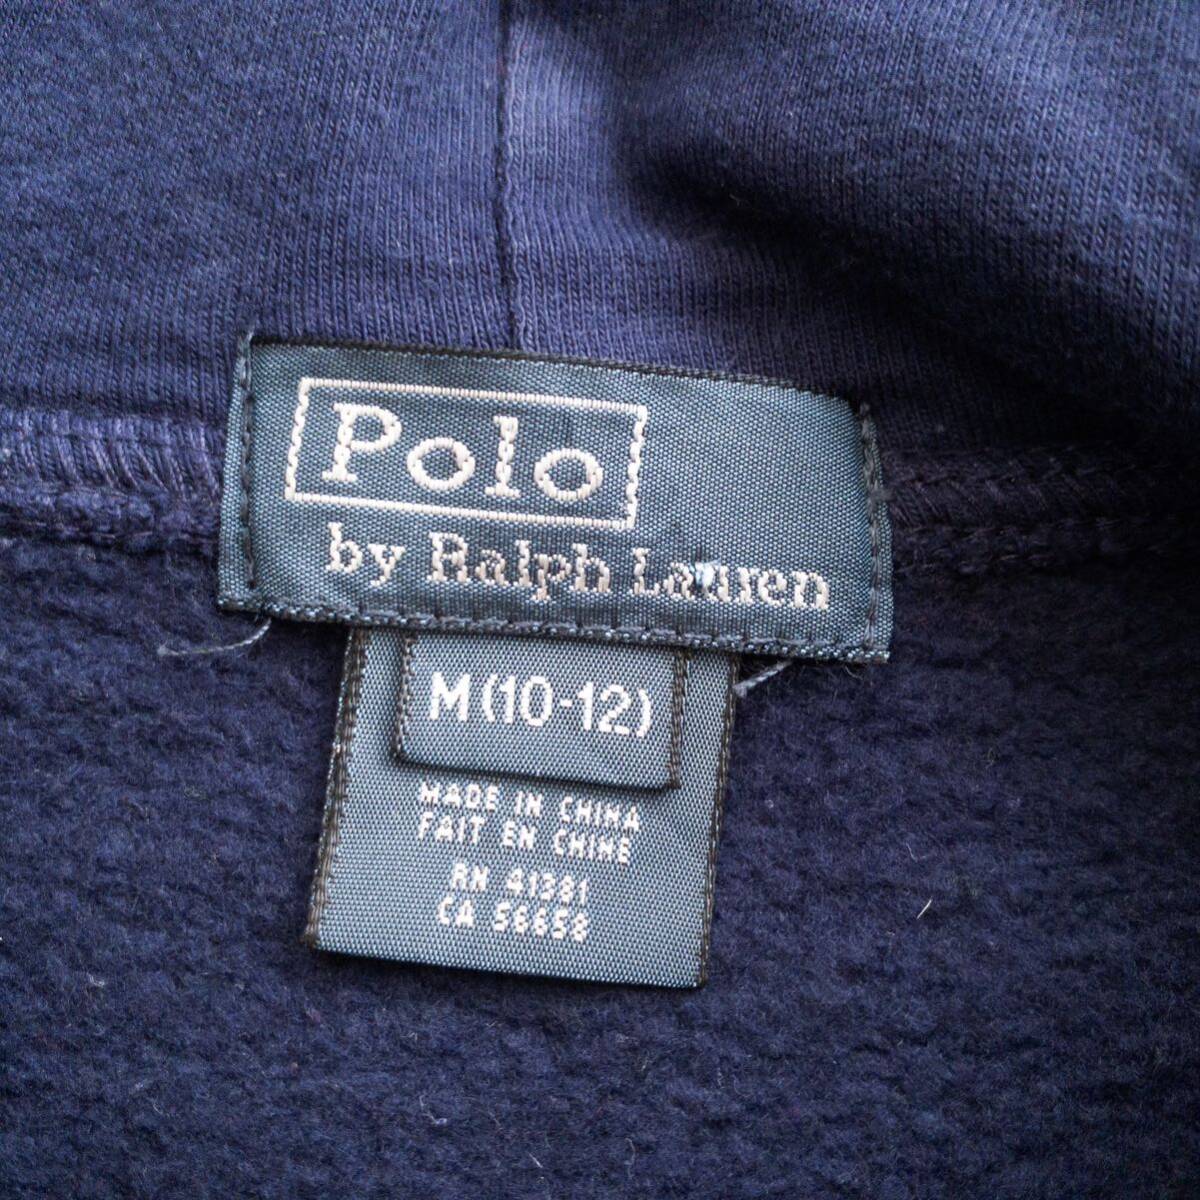 Polo
by Ralph Lauren
M (10-12)
MADE IN CHINA
FAIT EN CHINE
RN 41381
CA 56658